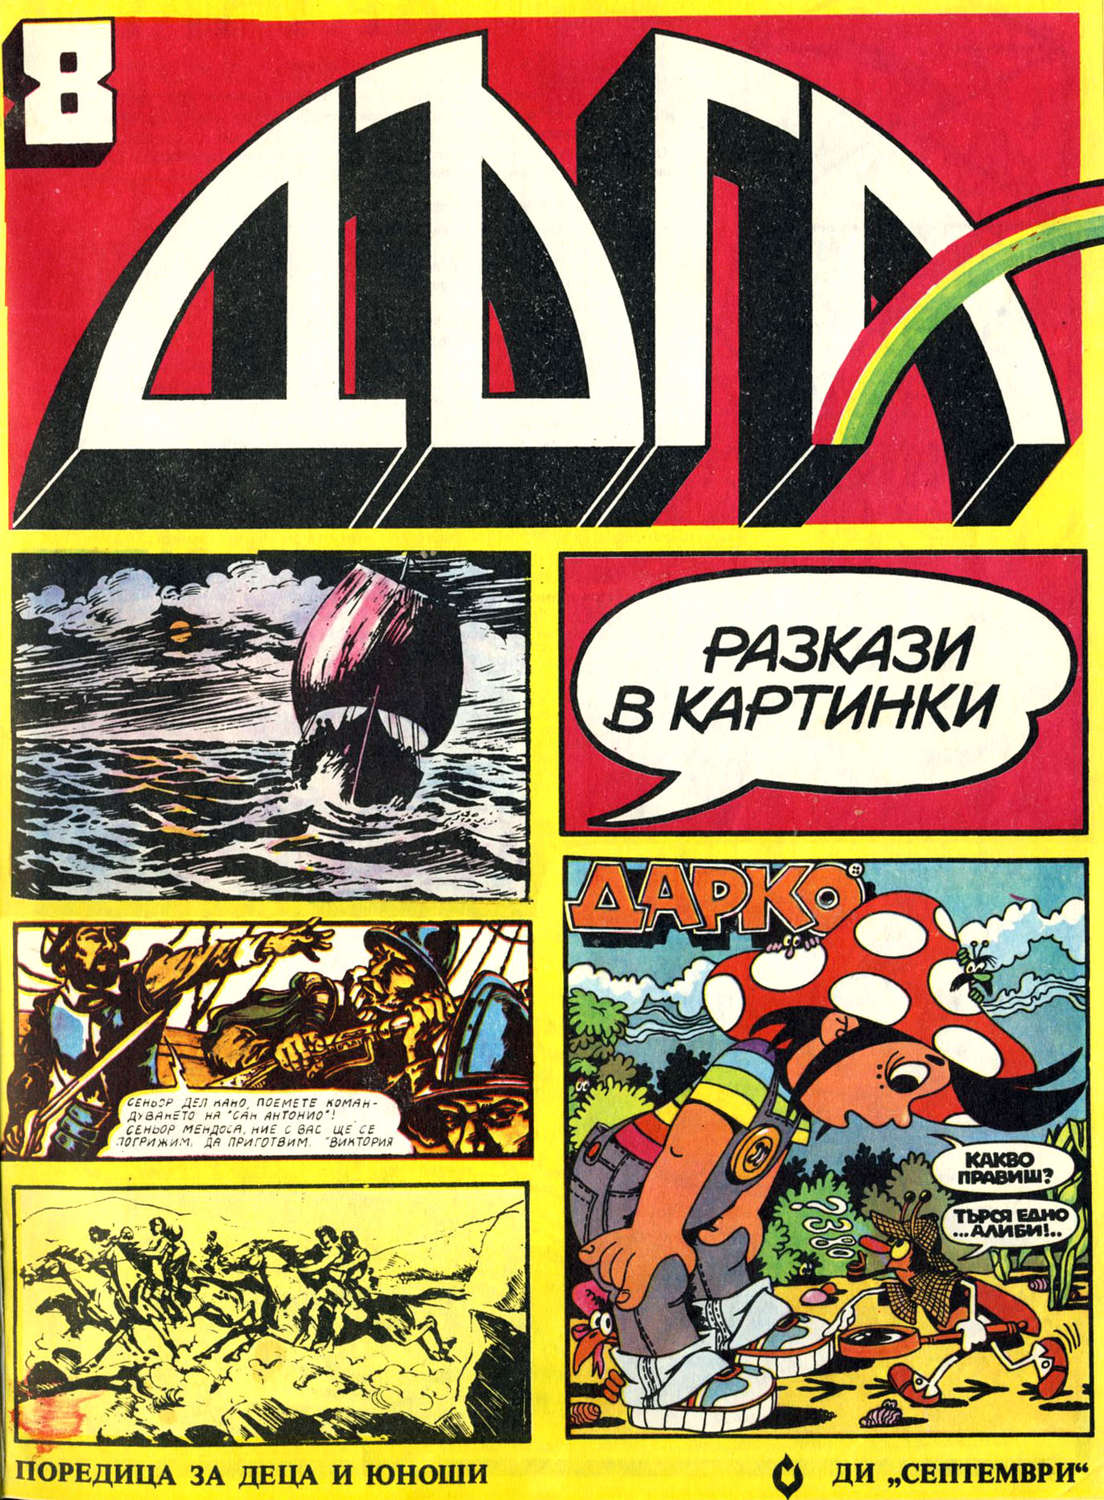 8
ДЪГА
РАЗКАЗИ
В КАРТИНКИ
СЕНЬОР ДЕЛ КАНО, ПОЕМЕТЕ КОМАН-
ДУВАНЕТО НА "САН АНТОНИО"!
СЕНЬОР МЕНДОСА, НИЕ С ВАС ЩЕ СЕ
ПОГРИЖИМ. ДА ПРИГОТВИМ. "ВИКТОРИЯ
ДАРКО
КАКВО
ПРАВИШ?
ТЪРСЯ ЕДНО
...АЛИБИ!..
?7380
ПОРЕДИЦА ЗА ДЕЦА И ЮНОШИ
ДИ „СЕПТЕМВРИ“